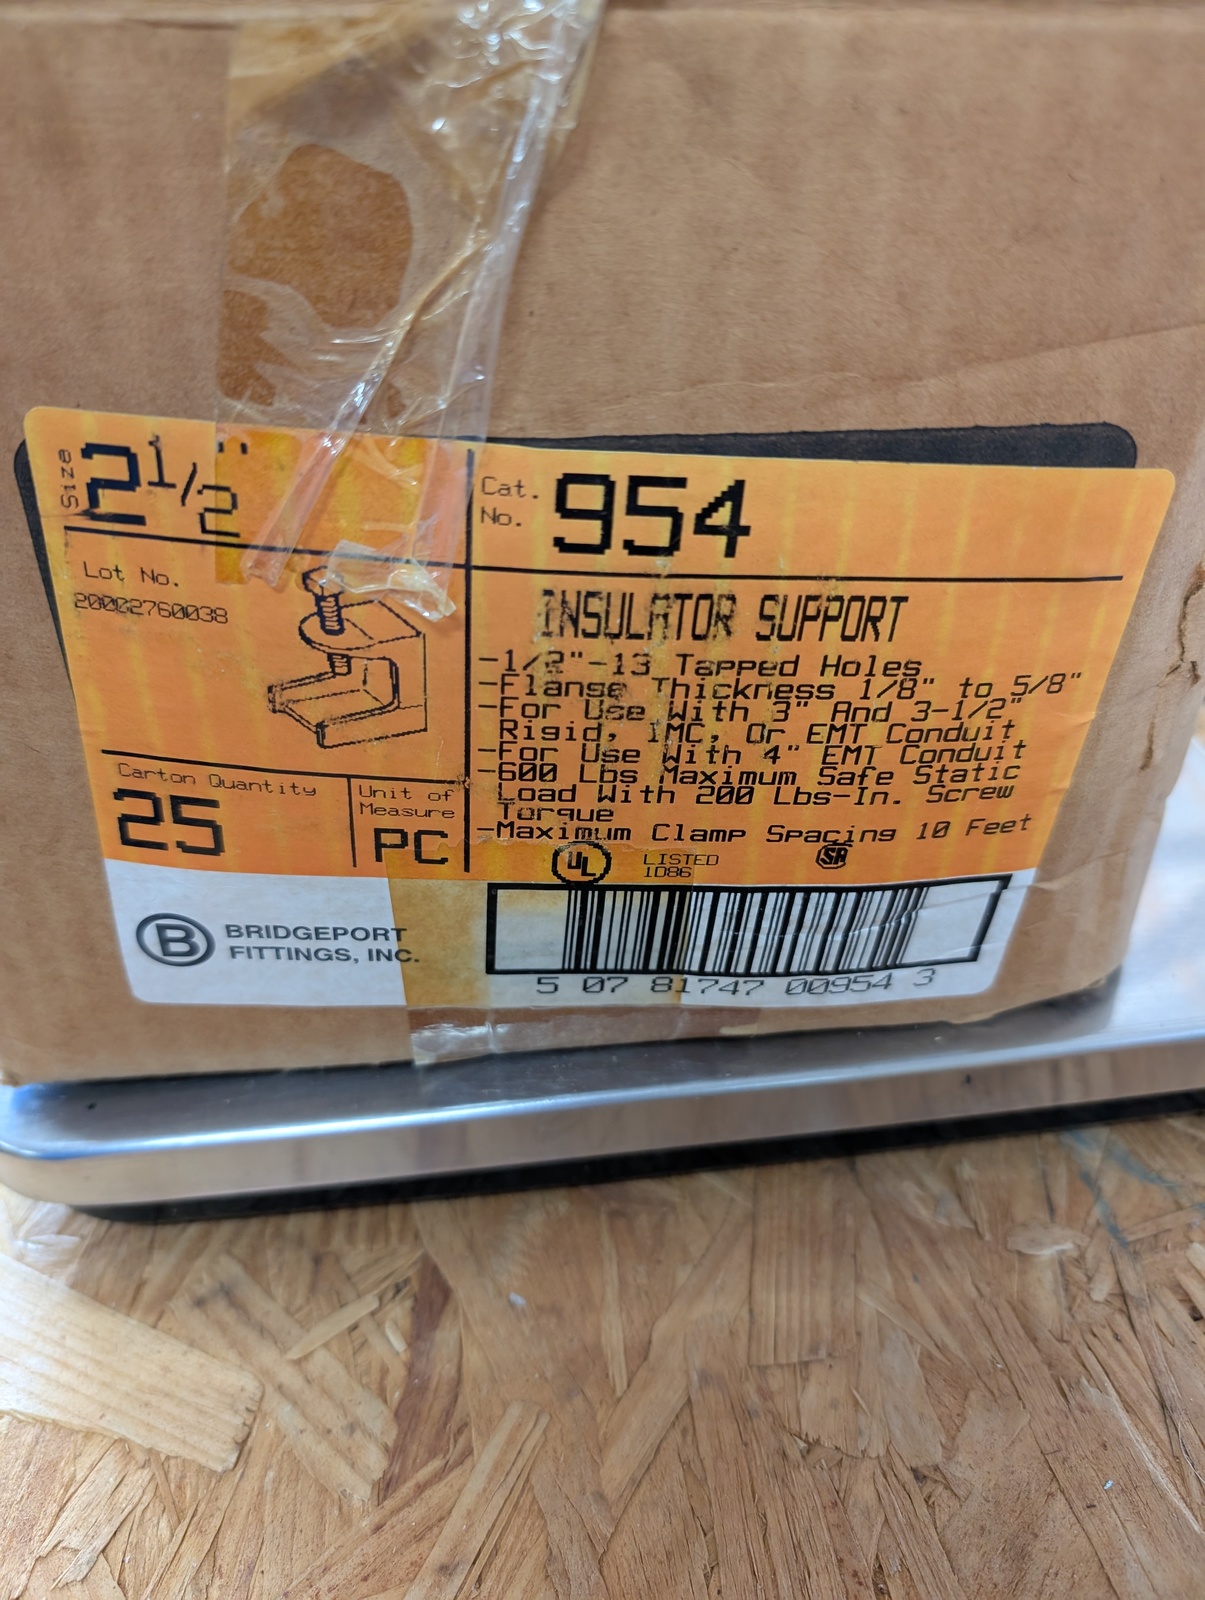 Size 2 1/2"
Cat. No. 954
Lot No.
20002760038
INSULATOR SUPPORT
-1/2"-13 Tapped Holes
-Flange Thickness 1/8" to 5/8"
-For Use With 3" And 3-1/2"
Rigid, IMC, Or EMT Conduit
-For Use With 4" EMT Conduit
-600 Lbs Maximum Safe Static
Load With 200 Lbs-In. Screw
Torque
-Maximum Clamp Spacing 10 Feet
Carton Quantity
25
Unit of
Measure
PC
UL
LISTED
1D86
SA
B
BRIDGEPORT
FITTINGS, INC.
5 07 81747 00954 3